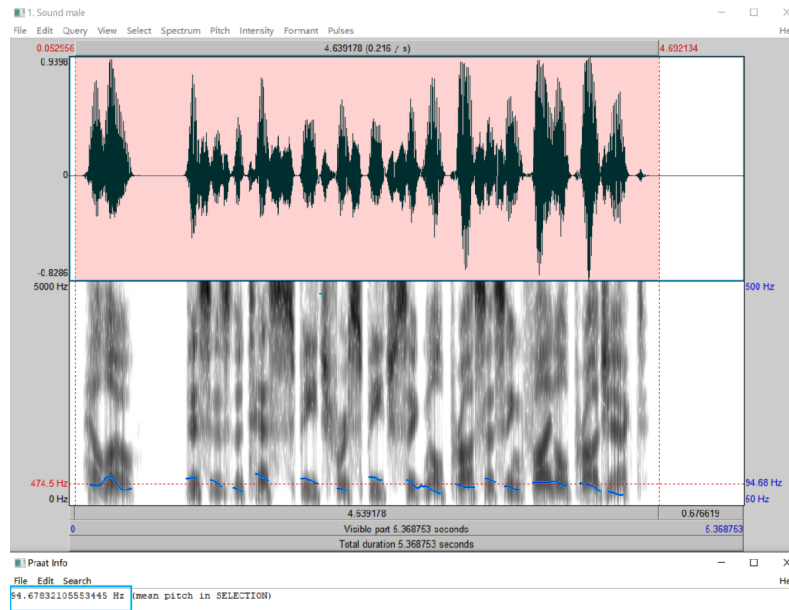 1. Sound male
File Edit Query View Select Spectrum Pitch Intensity Formant Pulses He
0.052956 4.639178 (0.216 / s) 4.692134
0.9398
0
-0.8286
5000 Hz 500 Hz
474.5 Hz 94.68 Hz
0 Hz 50 Hz
4.639178 0.676619
0 Visible part 5.368753 seconds 5.368753
Total duration 5.368753 seconds
Praat Info
File Edit Search He
94.67832105553445 Hz (mean pitch in SELECTION)